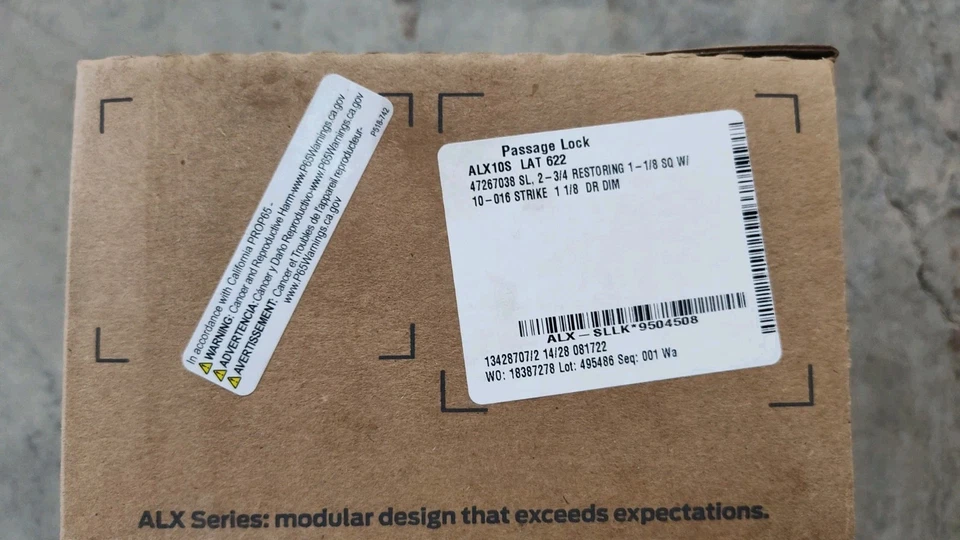 In accordance with California PROP65 -
WARNING: Cancer and Reproductive Harm-www.P65Warnings.ca.gov
ADVERTENCIA: Cáncer y Daño Reproductivo-www.P65Warnings.ca.gov
AVERTISSEMENT: Cancer et Troubles de l'appareil reproducteur-
www.P65Warnings.ca.gov
P518-742
Passage Lock
ALX10S LAT 622
47267038 SL, 2-3/4 RESTORING 1-1/8 SQ W/
10-016 STRIKE 1 1/8 DR DIM
ALX-SLLK*9504508
13428707/2 14/28 081722
WO: 18387278 Lot: 495486 Seq: 001 Wa
ALX Series: modular design that exceeds expectations.